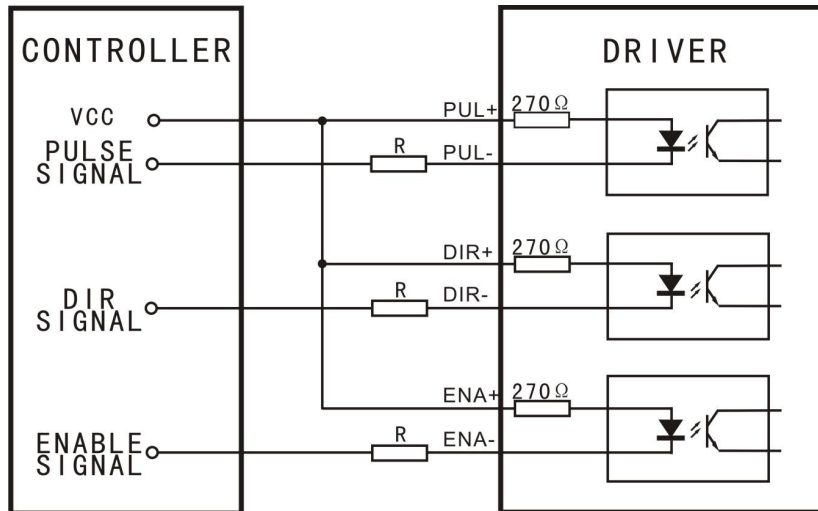 CONTROLLER
DRIVER
VCC
PUL+
270Ω
PULSE
SIGNAL
R
PUL-
DIR+
270Ω
DIR
SIGNAL
R
DIR-
ENA+
270Ω
ENABLE
SIGNAL
R
ENA-